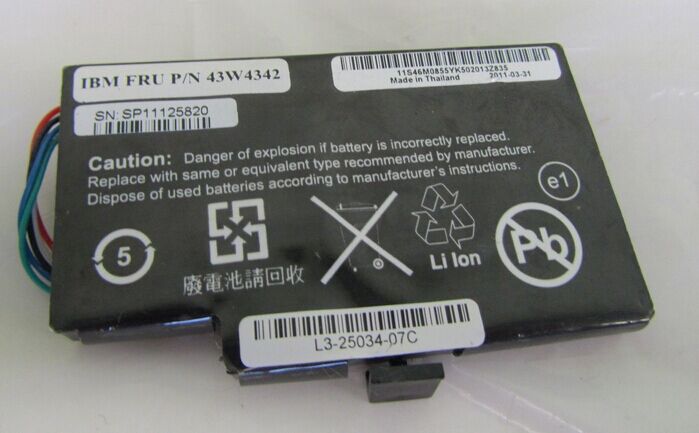 IBM FRU P/N 43W4342
11S46M0855YK502013Z835
Made in Thailand 2011-03-31
SN: SP11125820
Caution: Danger of explosion if battery is incorrectly replaced.
Replace with same or equivalent type recommended by manufacturer.
Dispose of used batteries according to manufacturer's instructions.
e1
5
Li Ion
Pb
廢電池請回收
L3-25034-07C